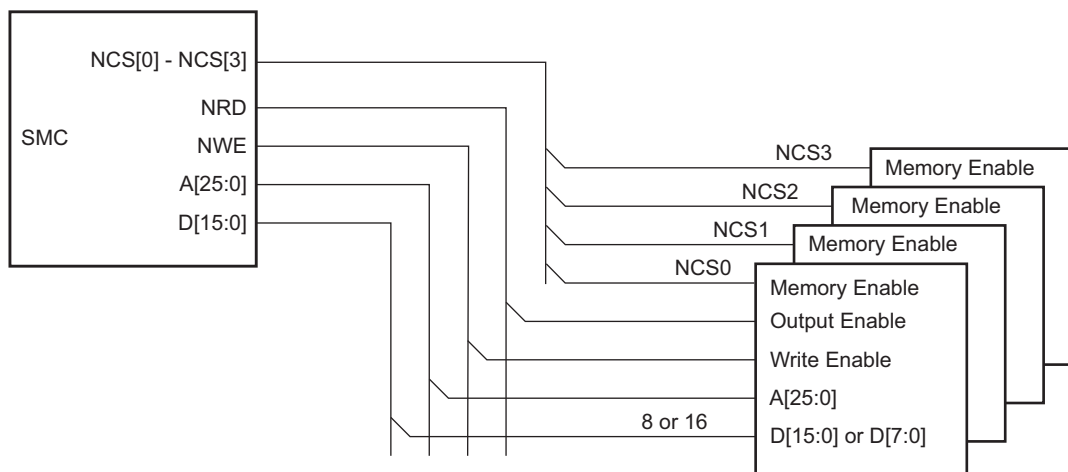 NCS[0] - NCS[3]
NRD
SMC
NWE
A[25:0]
D[15:0]
NCS3
Memory Enable
NCS2
Memory Enable
NCS1
Memory Enable
NCS0
Memory Enable
Output Enable
Write Enable
A[25:0]
8 or 16
D[15:0] or D[7:0]